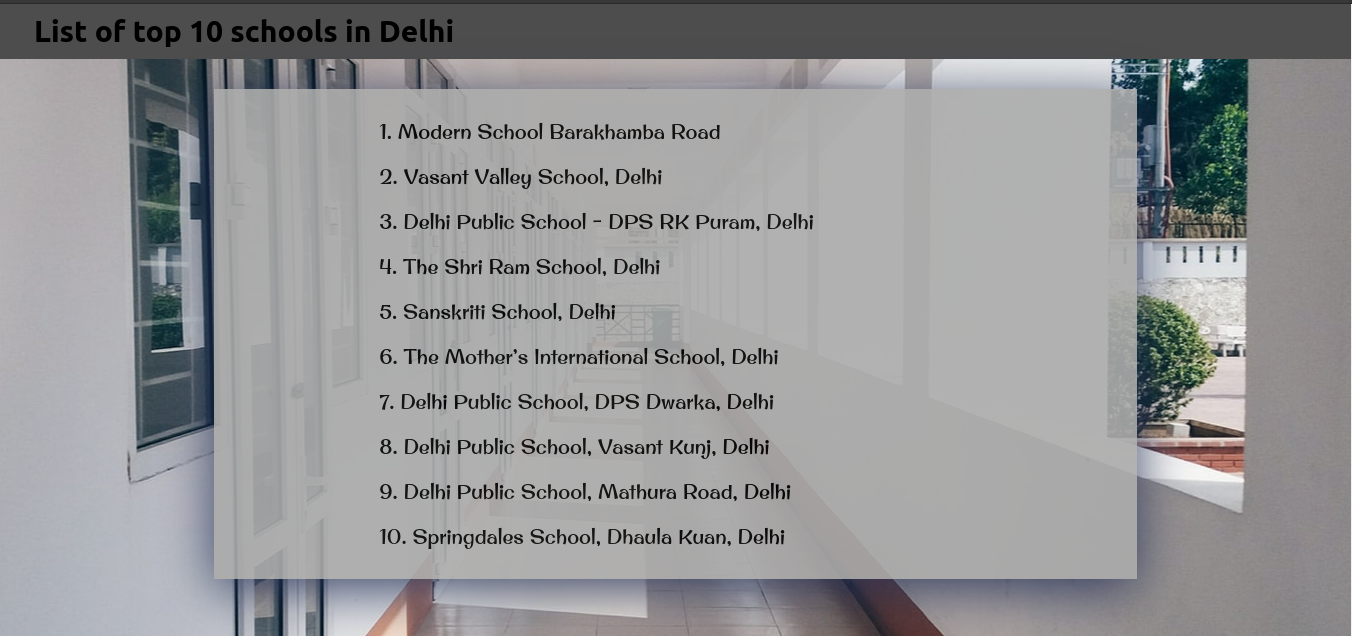 List of top 10 schools in Delhi
1. Modern School Barakhamba Road
2. Vasant Valley School, Delhi
3. Delhi Public School - DPS RK Puram, Delhi
4. The Shri Ram School, Delhi
5. Sanskriti School, Delhi
6. The Mother's International School, Delhi
7. Delhi Public School, DPS Dwarka, Delhi
8. Delhi Public School, Vasant Kunj, Delhi
9. Delhi Public School, Mathura Road, Delhi
10. Springdales School, Dhaula Kuan, Delhi